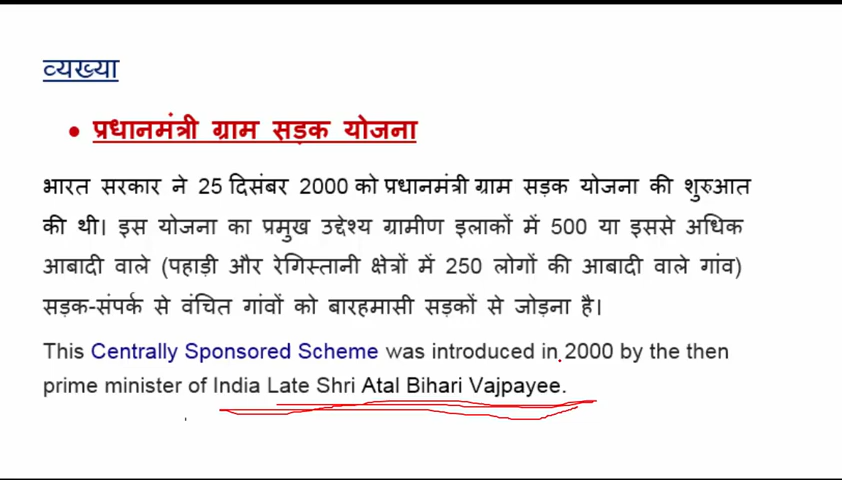 व्यख्या
• प्रधानमंत्री ग्राम सड़क योजना
भारत सरकार ने 25 दिसंबर 2000 को प्रधानमंत्री ग्राम सड़क योजना की शुरुआत
की थी। इस योजना का प्रमुख उद्देश्य ग्रामीण इलाकों में 500 या इससे अधिक
आबादी वाले (पहाड़ी और रेगिस्तानी क्षेत्रों में 250 लोगों की आबादी वाले गांव)
सड़क-संपर्क से वंचित गांवों को बारहमासी सड़कों से जोड़ना है।
This Centrally Sponsored Scheme was introduced in 2000 by the then
prime minister of India Late Shri Atal Bihari Vajpayee.